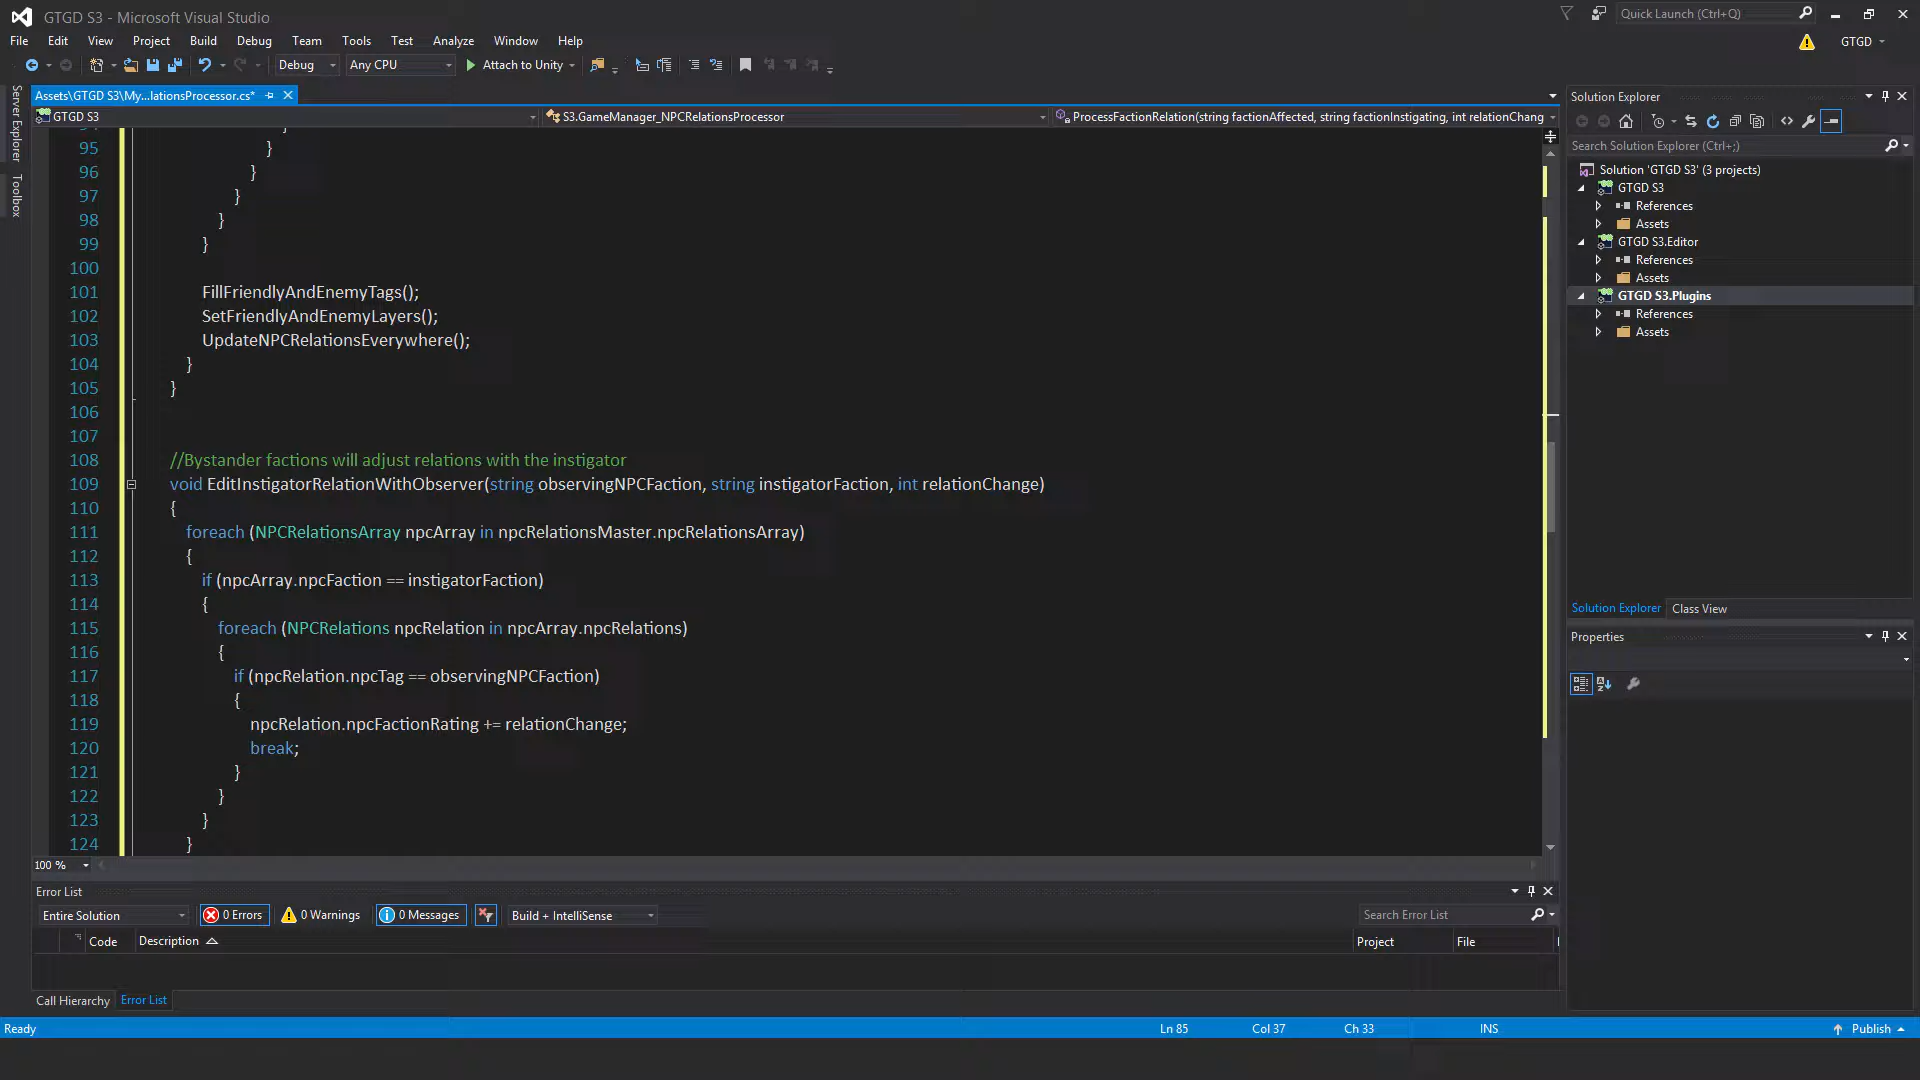 GTGD S3 - Microsoft Visual Studio
Quick Launch (Ctrl+Q)
File Edit View Project Build Debug Team Tools Test Analyze Window Help
GTGD
Debug Any CPU Attach to Unity
Server Explorer
Toolbox
Assets\GTGD S3\My...lationsProcessor.cs*
GTGD S3 S3.GameManager_NPCRelationsProcessor ProcessFactionRelation(string factionAffected, string factionInstigating, int relationChang
95 }
96 }
97 }
98 }
99 }
100
101 FillFriendlyAndEnemyTags();
102 SetFriendlyAndEnemyLayers();
103 UpdateNPCRelationsEverywhere();
104 }
105 }
106
107
108 //Bystander factions will adjust relations with the instigator
109 void EditInstigatorRelationWithObserver(string observingNPCFaction, string instigatorFaction, int relationChange)
110 {
111 foreach (NPCRelationsArray npcArray in npcRelationsMaster.npcRelationsArray)
112 {
113 if (npcArray.npcFaction == instigatorFaction)
114 {
115 foreach (NPCRelations npcRelation in npcArray.npcRelations)
116 {
117 if (npcRelation.npcTag == observingNPCFaction)
118 {
119 npcRelation.npcFactionRating += relationChange;
120 break;
121 }
122 }
123 }
124 }
100 %
Error List
Entire Solution 0 Errors 0 Warnings 0 Messages Build + IntelliSense Search Error List
Code Description Project File
Call Hierarchy Error List
Solution Explorer
Search Solution Explorer (Ctrl+;)
Solution 'GTGD S3' (3 projects)
GTGD S3
References
Assets
GTGD S3.Editor
References
Assets
GTGD S3.Plugins
References
Assets
Solution Explorer Class View
Properties
Ready Ln 85 Col 37 Ch 33 INS Publish